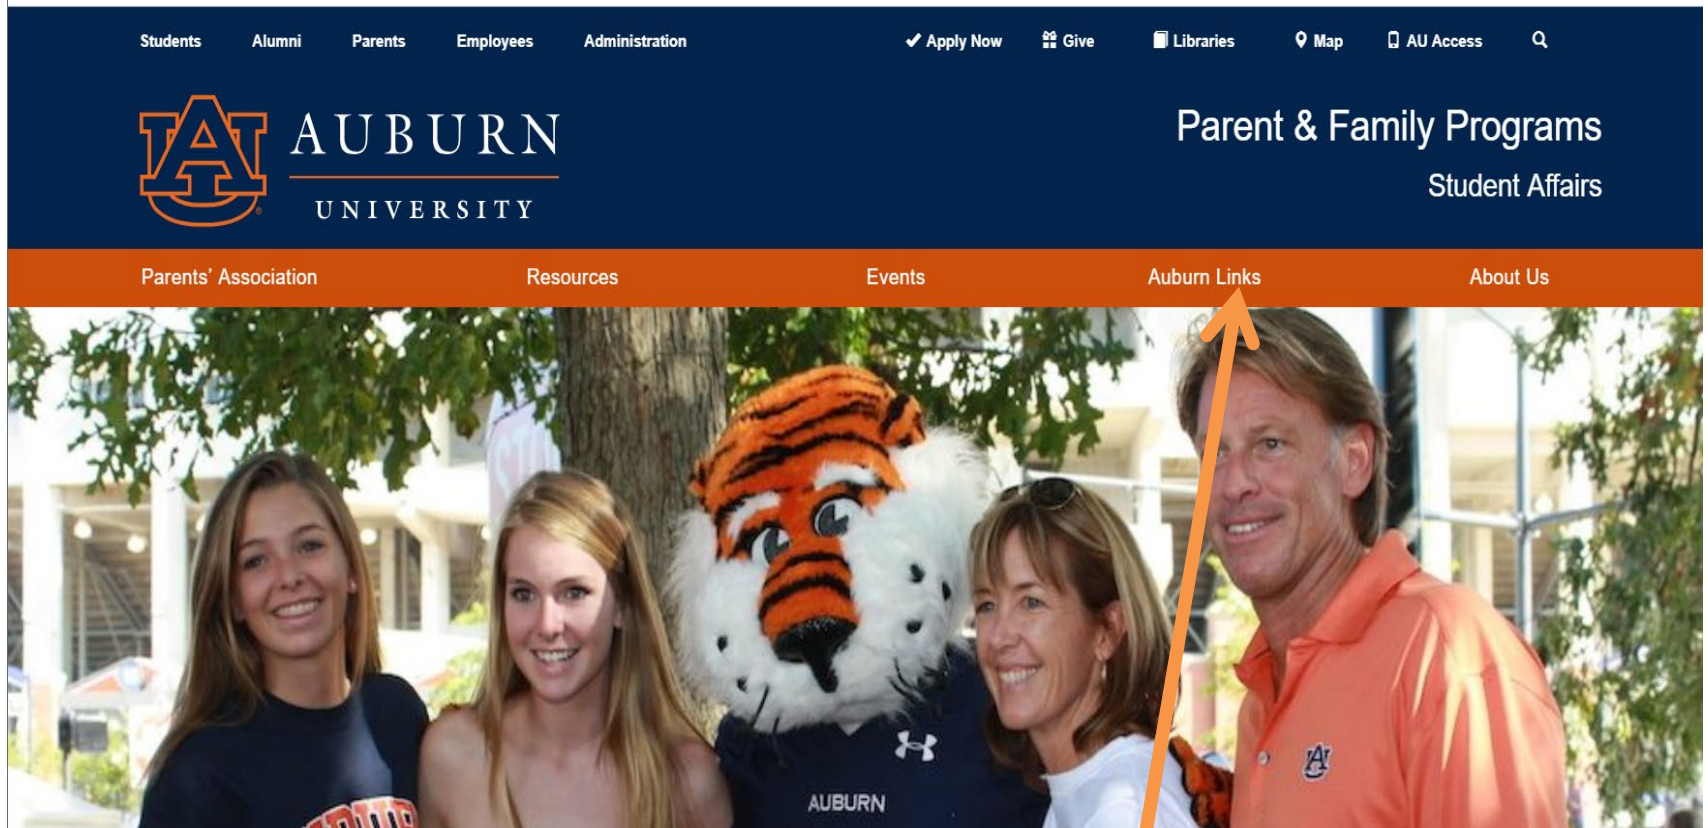 Students Alumni Parents Employees Administration Apply Now Give Libraries Map AU Access
AUBURN
UNIVERSITY
Parent & Family Programs
Student Affairs
Parents' Association Resources Events Auburn Links About Us
AUBURN